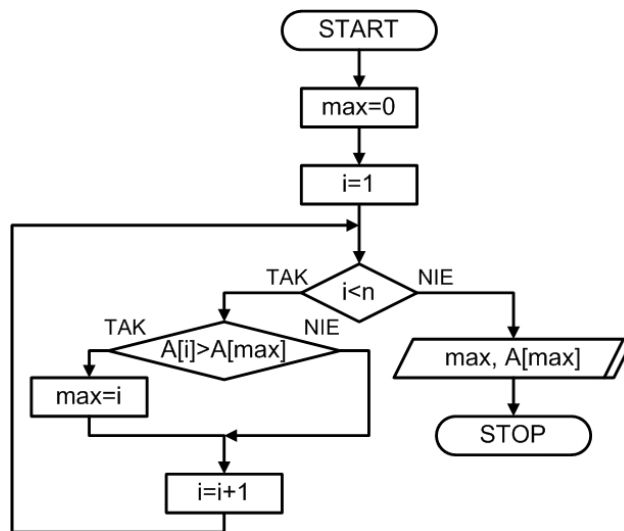 START
max=0
i=1
TAK
i<n
NIE
TAK
A[i]>A[max]
NIE
max, A[max]
max=i
STOP
i=i+1